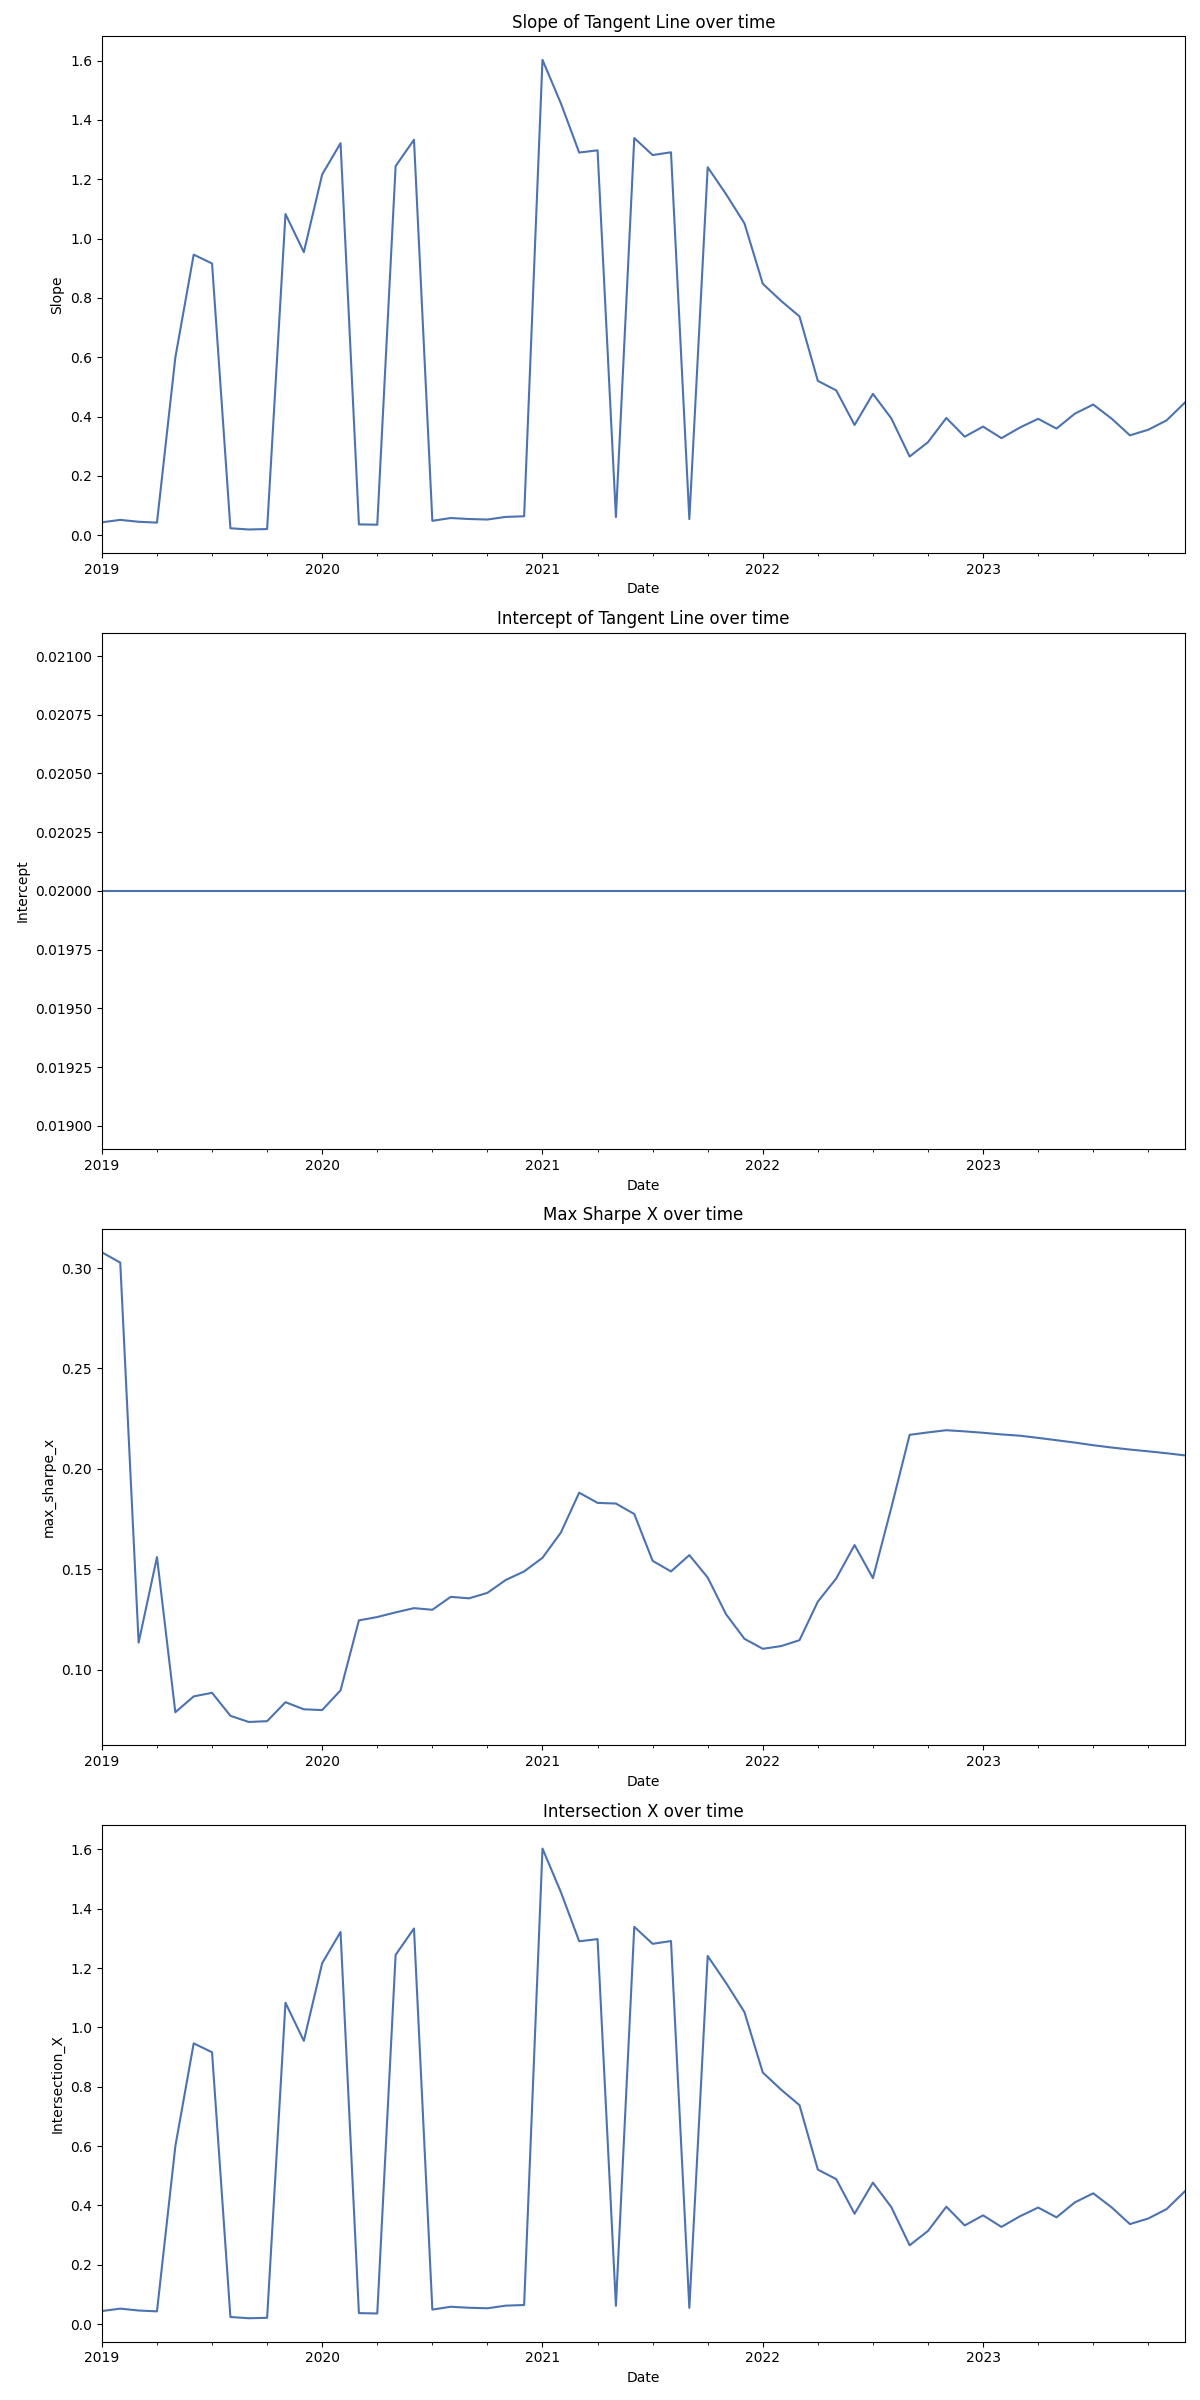 Slope of Tangent Line over time
1.6
1.4
1.2
1.0
0.8
0.6
0.4
0.2
0.0
Slope
2019 2020 2021 2022 2023
Date
Intercept of Tangent Line over time
0.02100
0.02075
0.02050
0.02025
0.02000
0.01975
0.01950
0.01925
0.01900
Intercept
2019 2020 2021 2022 2023
Date
Max Sharpe X over time
0.30
0.25
0.20
0.15
0.10
max_sharpe_x
2019 2020 2021 2022 2023
Date
Intersection X over time
1.6
1.4
1.2
1.0
0.8
0.6
0.4
0.2
0.0
Intersection_X
2019 2020 2021 2022 2023
Date